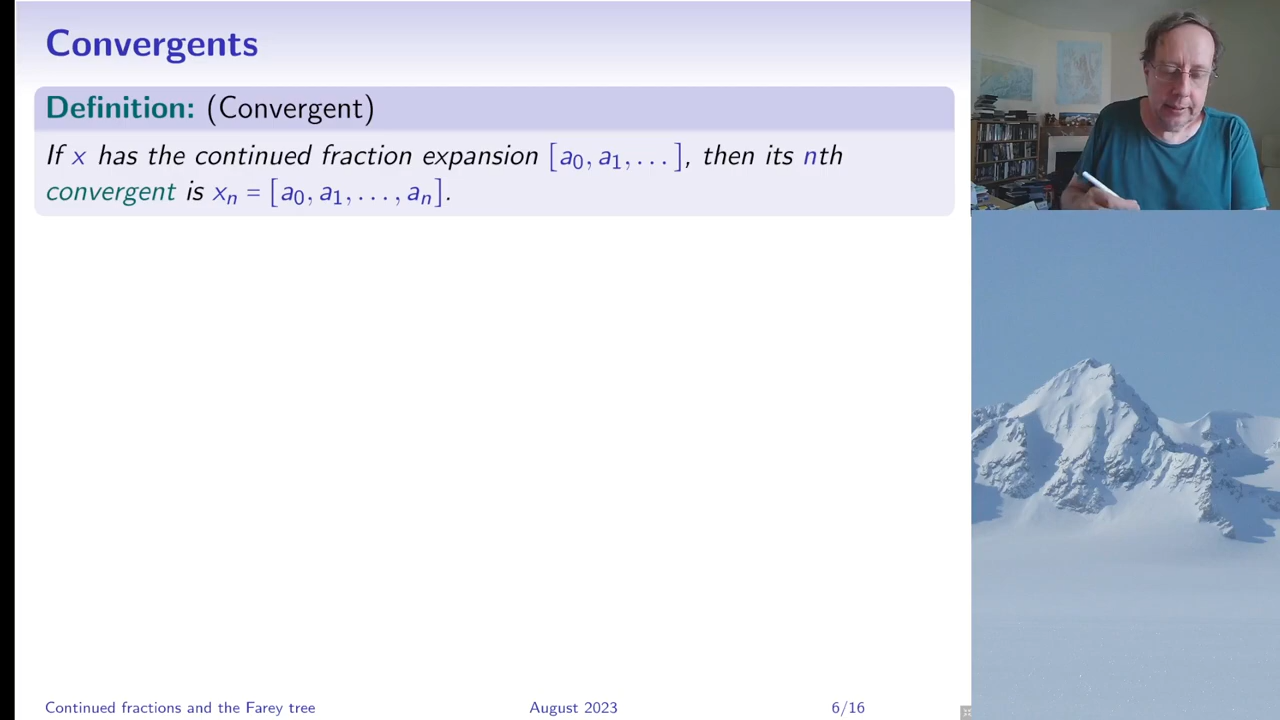 Convergents
Definition: (Convergent)
If x has the continued fraction expansion [a₀, a₁, . . . ], then its nth
convergent is xₙ = [a₀, a₁, . . . , aₙ].
Continued fractions and the Farey tree August 2023 6/16